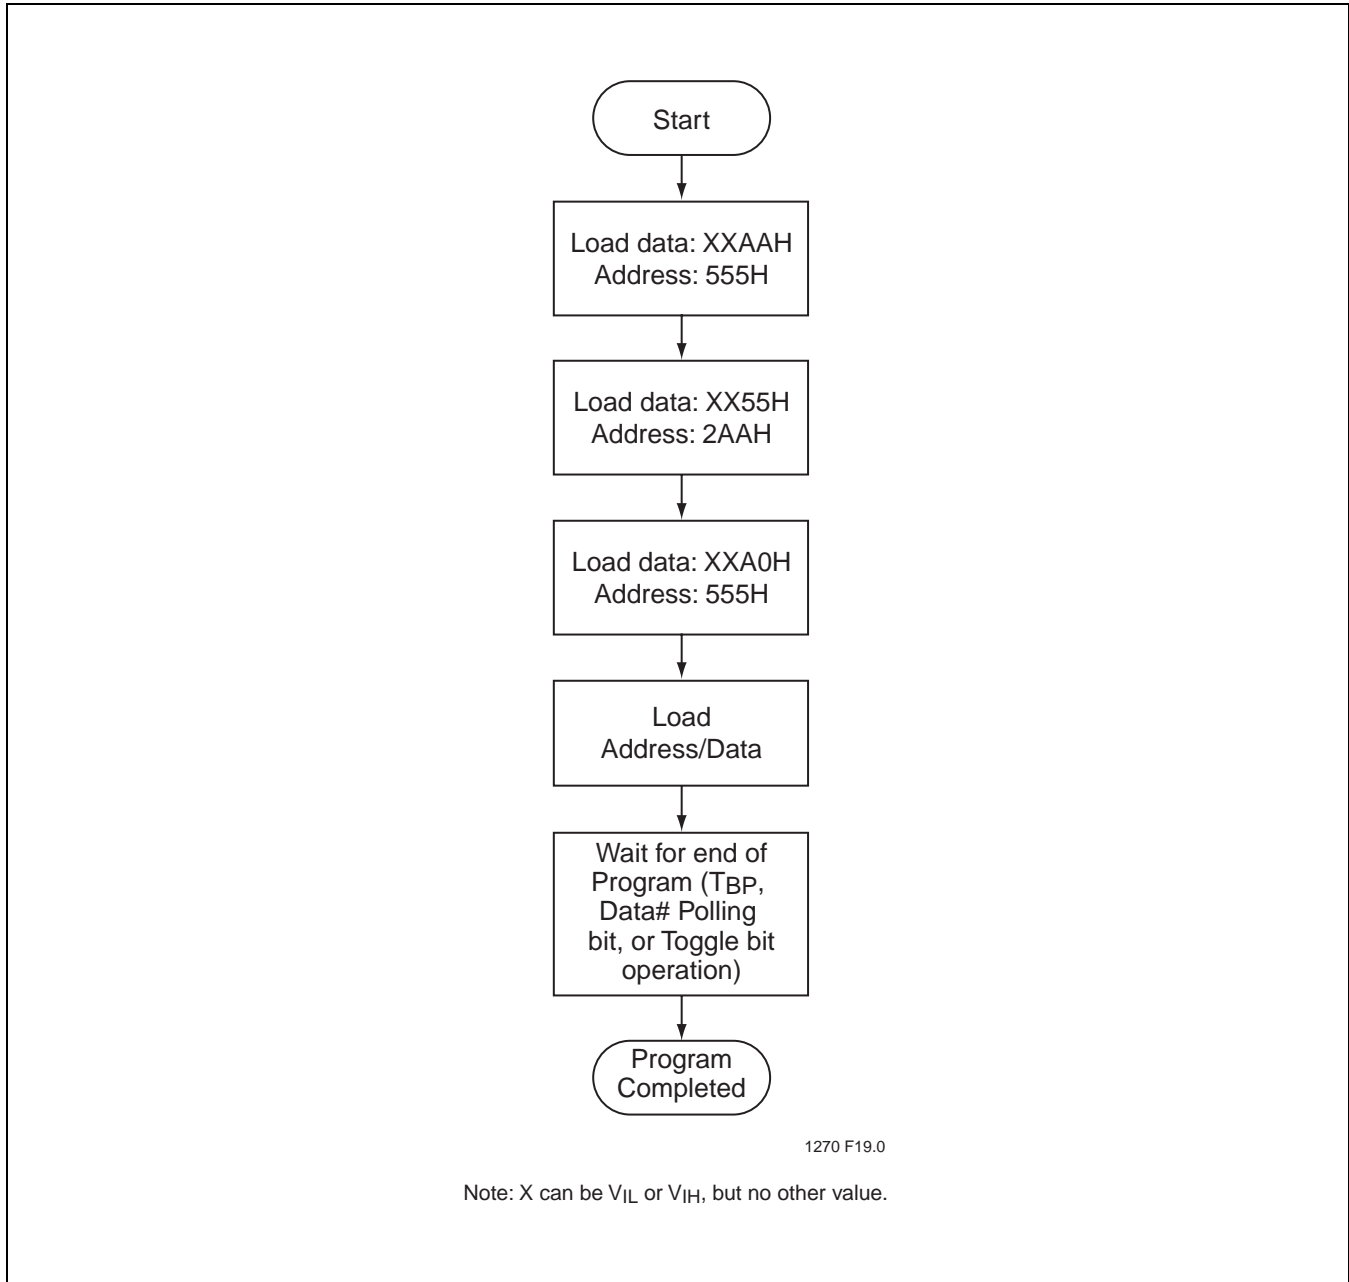 Start
Load data: XXAAH
Address: 555H
Load data: XX55H
Address: 2AAH
Load data: XXA0H
Address: 555H
Load
Address/Data
Wait for end of
Program (TBP,
Data# Polling
bit, or Toggle bit
operation)
Program
Completed
1270 F19.0
Note: X can be VIL or VIH, but no other value.